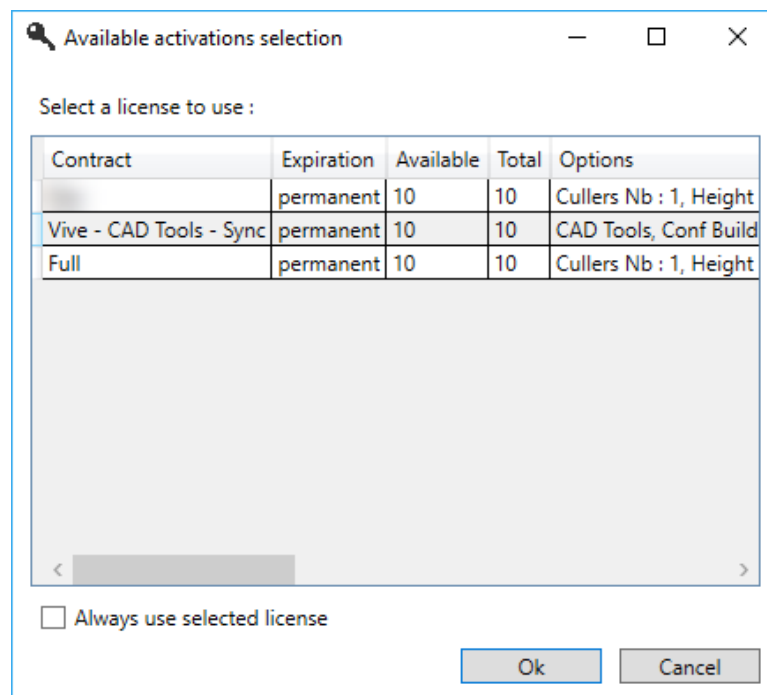 Available activations selection
Select a license to use :
Contract Expiration Available Total Options
permanent 10 10 Cullers Nb : 1, Height
Vive - CAD Tools - Sync permanent 10 10 CAD Tools, Conf Build
Full permanent 10 10 Cullers Nb : 1, Height
Always use selected license
Ok Cancel